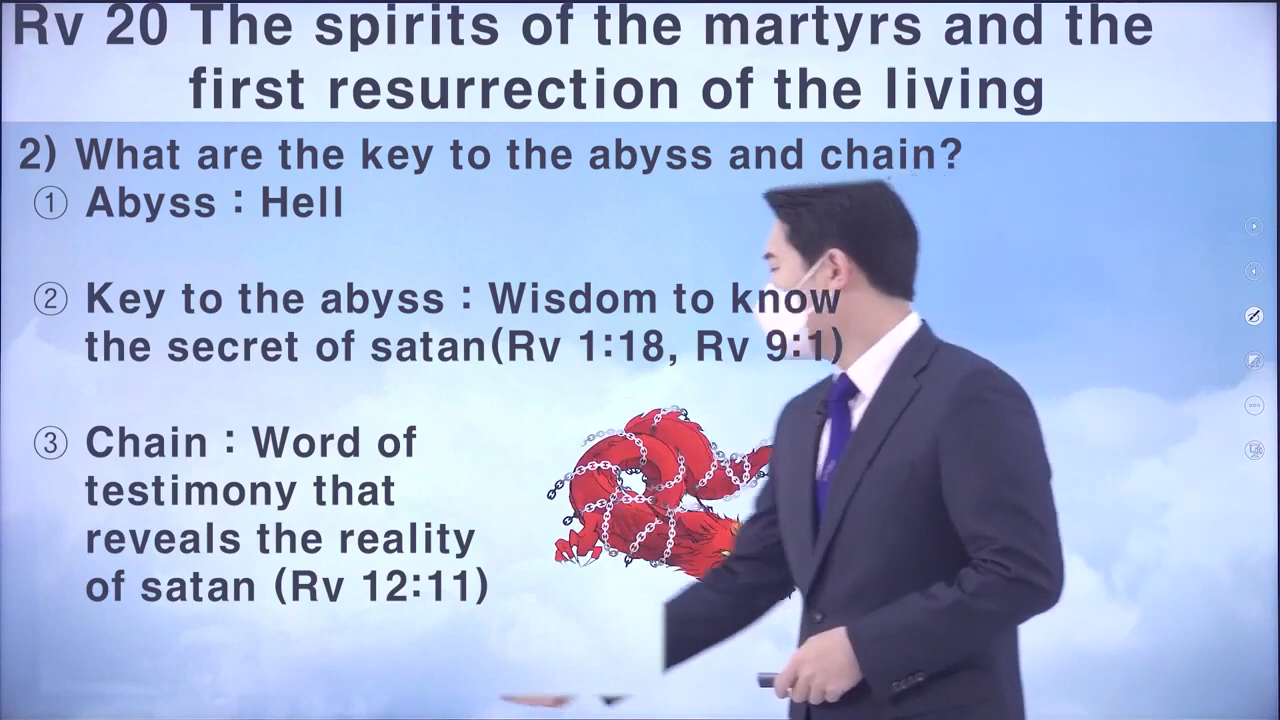 Rv 20 The spirits of the martyrs and the
first resurrection of the living
2) What are the key to the abyss and chain?
① Abyss : Hell
② Key to the abyss : Wisdom to know
the secret of satan(Rv 1:18, Rv 9:1)
③ Chain : Word of
testimony that
reveals the reality
of satan (Rv 12:11)